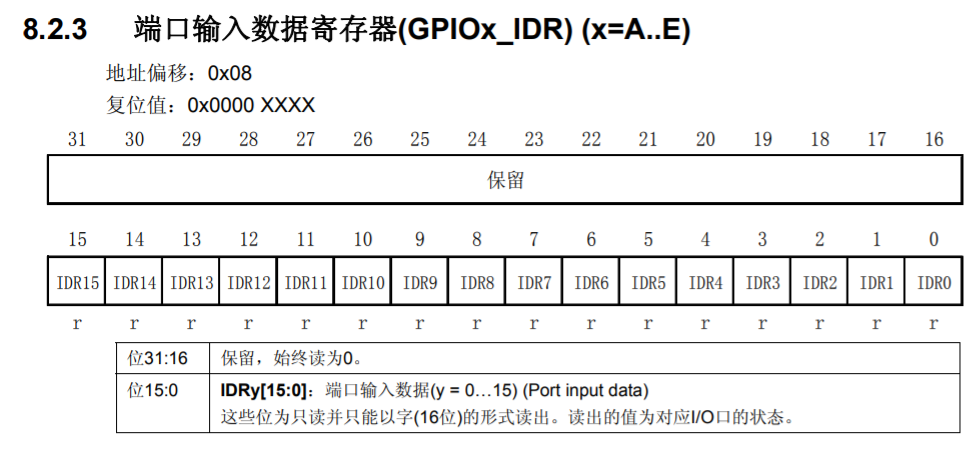 8.2.3 端口输入数据寄存器(GPIOx_IDR) (x=A..E)
地址偏移：0x08
复位值：0x0000 XXXX
31 30 29 28 27 26 25 24 23 22 21 20 19 18 17 16
保留
15 14 13 12 11 10 9 8 7 6 5 4 3 2 1 0
IDR15 IDR14 IDR13 IDR12 IDR11 IDR10 IDR9 IDR8 IDR7 IDR6 IDR5 IDR4 IDR3 IDR2 IDR1 IDR0
r r r r r r r r r r r r r r r r
位31:16 保留，始终读为0。
位15:0 IDRy[15:0]：端口输入数据(y = 0…15) (Port input data)
这些位为只读并只能以字(16位)的形式读出。读出的值为对应I/O口的状态。